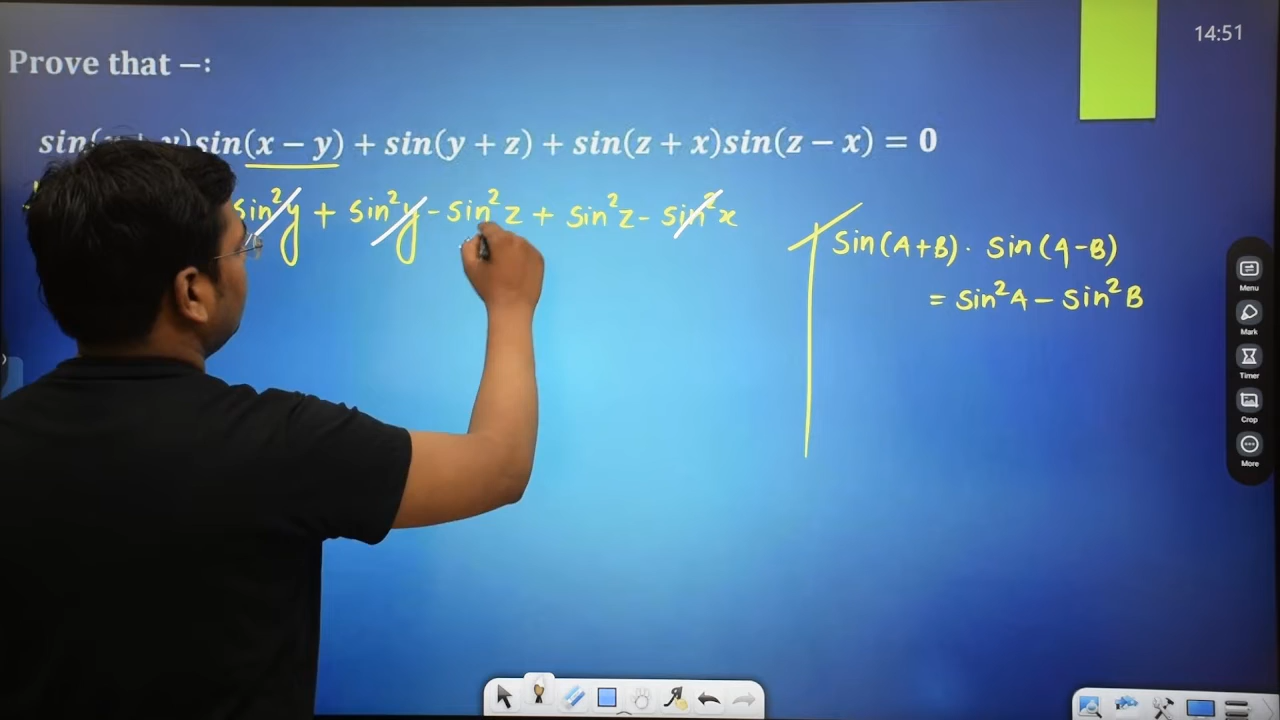 14:51
Prove that –:
sin( y)sin(x − y) + sin(y + z) + sin(z + x)sin(z − x) = 0
sin²y + sin²y - sin²z + sin²z - sin²x
sin(A+B) · sin(A-B)
= sin²A - sin²B
Menu
Mark
Timer
Crop
More